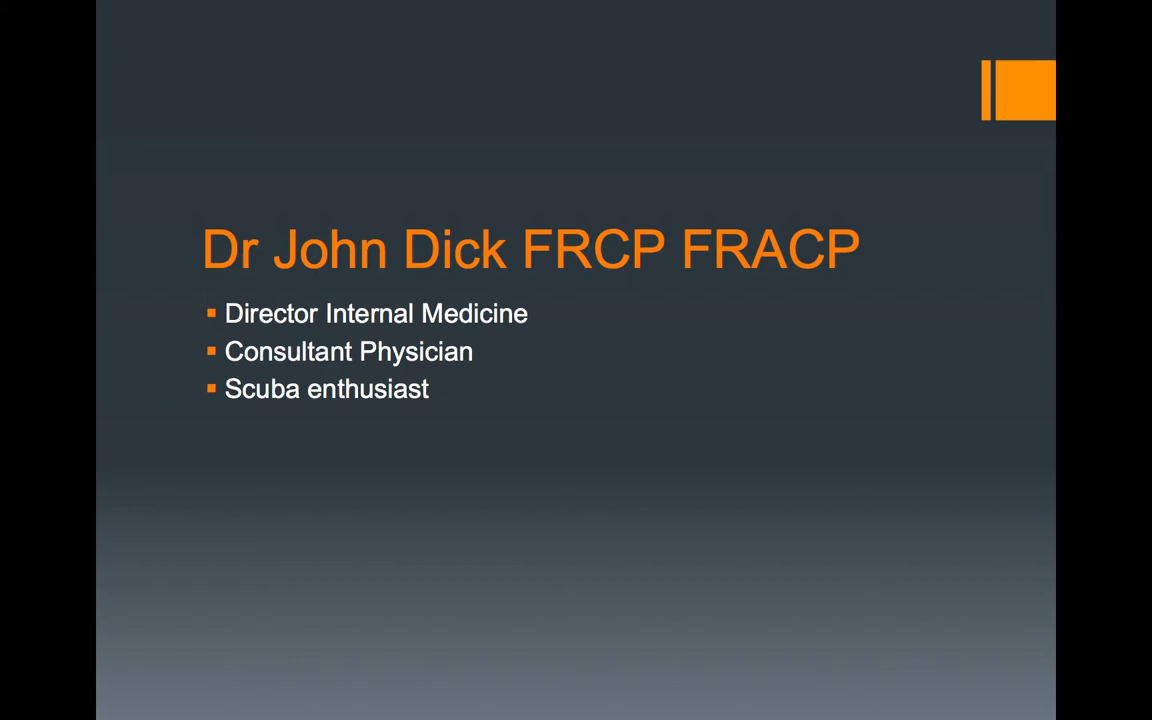 Dr John Dick FRCP FRACP
Director Internal Medicine
Consultant Physician
Scuba enthusiast